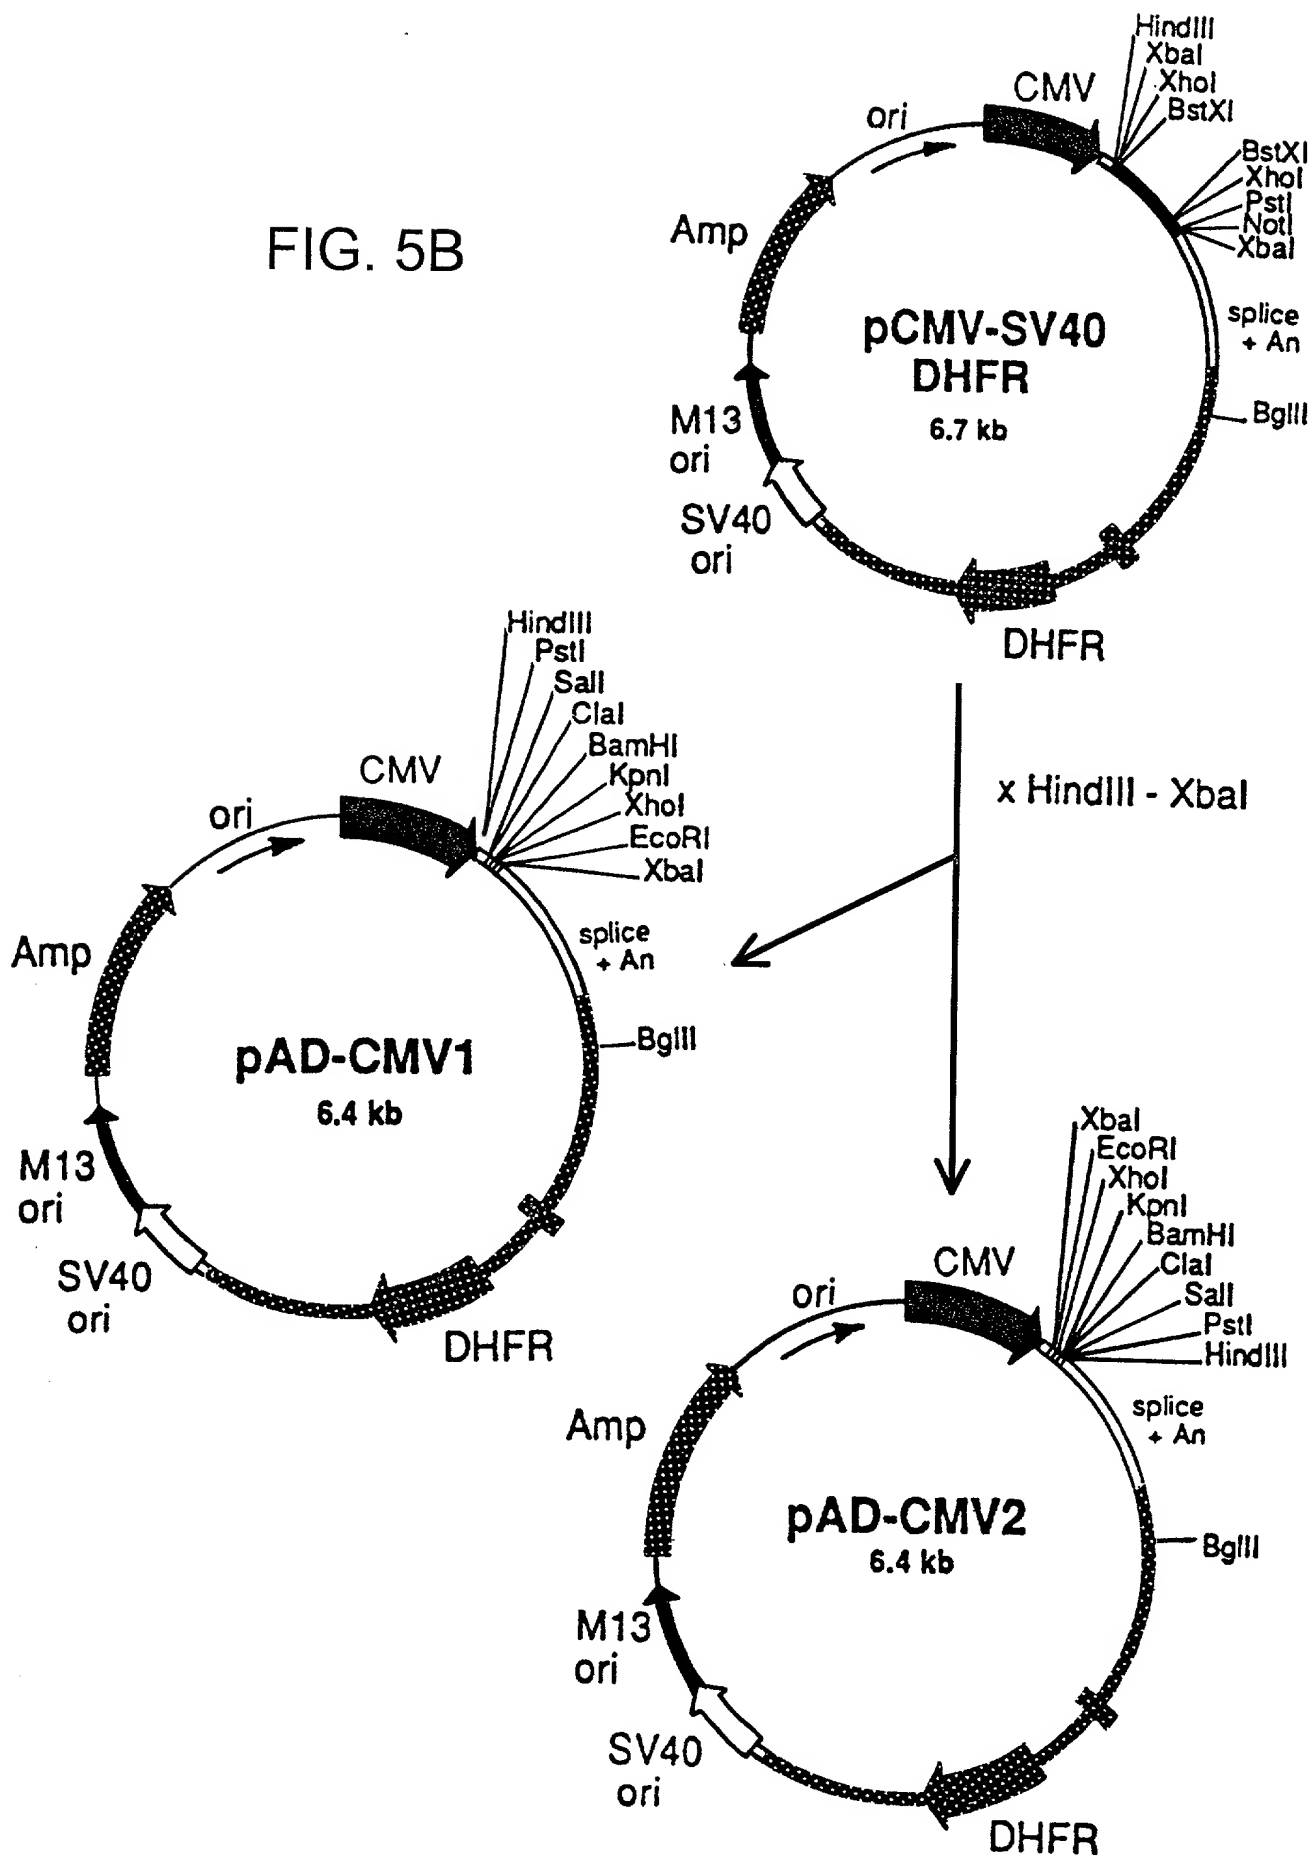 FIG. 5B
HindIII
XbaI
XhoI
BstXI
CMV
ori
BstXI
XhoI
PstI
NotI
XbaI
Amp
splice
+ An
pCMV-SV40
DHFR
6.7 kb
BglII
M13
ori
SV40
ori
DHFR
x HindIII - XbaI
HindIII
PstI
SalI
ClaI
BamHI
KpnI
XhoI
EcoRI
XbaI
CMV
ori
Amp
splice
+ An
BglII
pAD-CMV1
6.4 kb
M13
ori
SV40
ori
DHFR
XbaI
EcoRI
XhoI
KpnI
BamHI
ClaI
SalI
PstI
HindIII
CMV
ori
Amp
splice
+ An
pAD-CMV2
6.4 kb
BglII
M13
ori
SV40
ori
DHFR